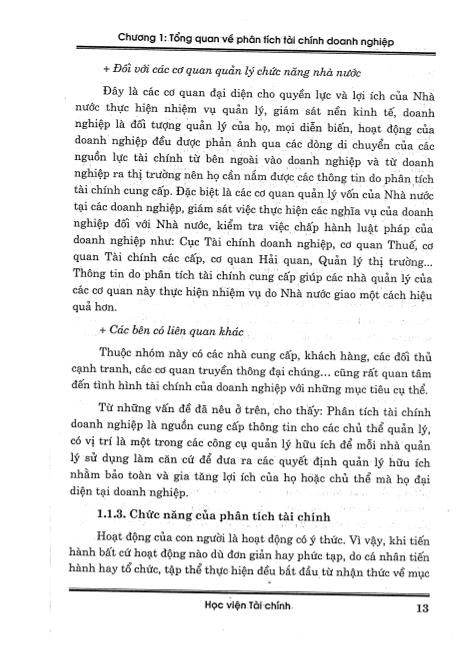 Chương 1: Tổng quan về phân tích tài chính doanh nghiệp
+ Đối với các cơ quan quản lý chức năng nhà nước
Đây là các cơ quan đại diện cho quyền lực và lợi ích của Nhà
nước thực hiện nhiệm vụ quản lý, giám sát nền kinh tế, doanh
nghiệp là đối tượng quản lý của họ, mọi diễn biến, hoạt động của
doanh nghiệp đều được phản ánh qua các dòng di chuyển của các
nguồn lực tài chính từ bên ngoài vào doanh nghiệp và từ doanh
nghiệp ra thị trường nên họ cần nắm được các thông tin do phân tích
tài chính cung cấp. Đặc biệt là các cơ quan quản lý vốn của Nhà nước
tại các doanh nghiệp, giám sát việc thực hiện các nghĩa vụ của doanh
nghiệp đối với Nhà nước, kiểm tra việc chấp hành luật pháp của
doanh nghiệp như: Cục Tài chính doanh nghiệp, cơ quan Thuế, cơ
quan Tài chính các cấp, cơ quan Hải quan, Quản lý thị trường...
Thông tin do phân tích tài chính cung cấp giúp các nhà quản lý của
các cơ quan này thực hiện nhiệm vụ do Nhà nước giao một cách hiệu
quả hơn.
+ Các bên có liên quan khác
Thuộc nhóm này có các nhà cung cấp, khách hàng, các đối thủ
cạnh tranh, các cơ quan truyền thông đại chúng... cũng rất quan tâm
đến tình hình tài chính của doanh nghiệp với những mục tiêu cụ thể.
Từ những vấn đề đã nêu ở trên, cho thấy: Phân tích tài chính
doanh nghiệp là nguồn cung cấp thông tin cho các chủ thể quản lý,
có vị trí là một trong các công cụ quản lý hữu ích để mỗi nhà quản
lý sử dụng làm căn cứ để đưa ra các quyết định quản lý hữu ích
nhằm bảo toàn và gia tăng lợi ích của họ hoặc chủ thể mà họ đại
diện tại doanh nghiệp.
1.1.3. Chức năng của phân tích tài chính
Hoạt động của con người là hoạt động có ý thức. Vì vậy, khi tiến
hành bất cứ hoạt động nào dù đơn giản hay phức tạp, do cá nhân tiến
hành hay tổ chức, tập thể thực hiện đều bắt đầu từ nhận thức về mục
Học viện Tài chính
13